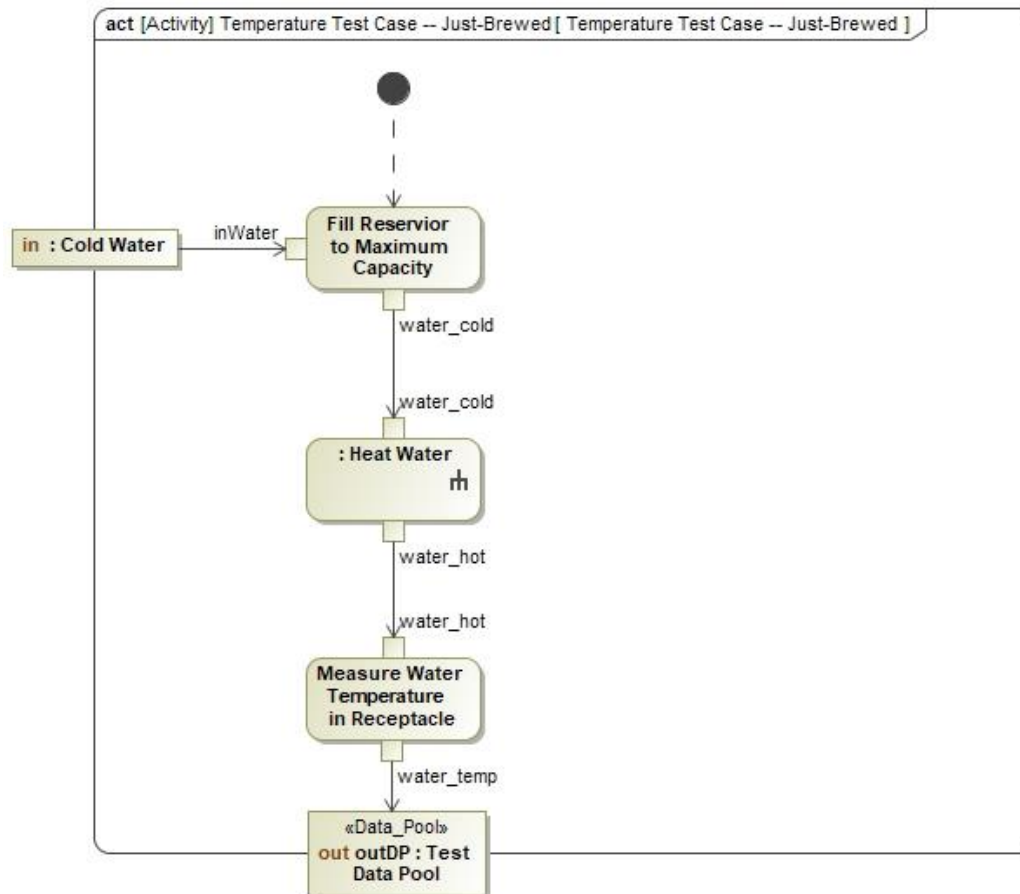 act [Activity] Temperature Test Case -- Just-Brewed [ Temperature Test Case -- Just-Brewed ]
Fill Reservior
to Maximum
Capacity
in : Cold Water
inWater
water_cold
water_cold
: Heat Water
water_hot
water_hot
Measure Water
Temperature
in Receptacle
water_temp
«Data_Pool»
out outDP : Test
Data Pool